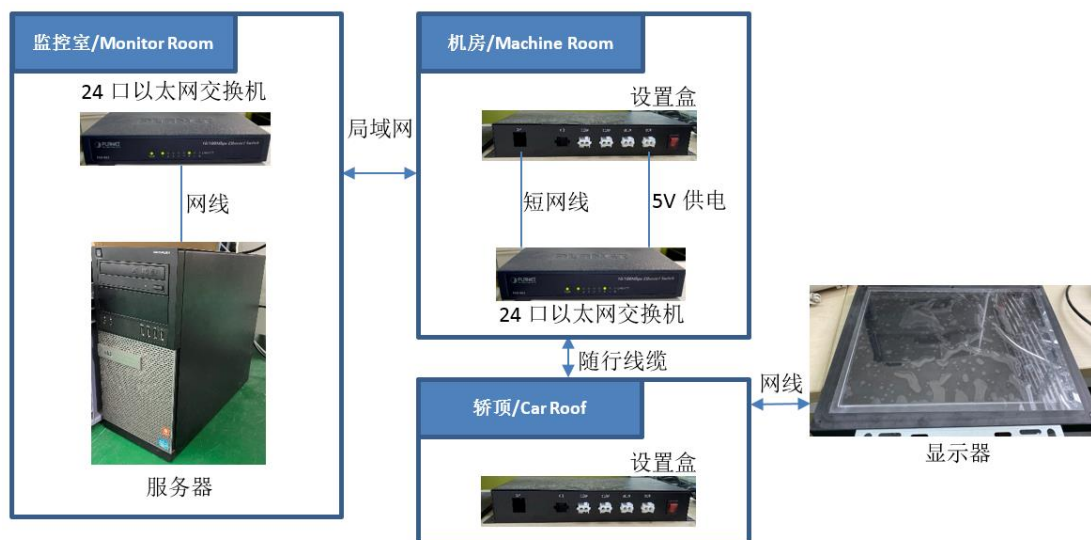 监控室/Monitor Room
24 口以太网交换机
网线
服务器
局域网
机房/Machine Room
设置盒
短网线
5V 供电
24 口以太网交换机
随行线缆
轿顶/Car Roof
设置盒
网线
显示器